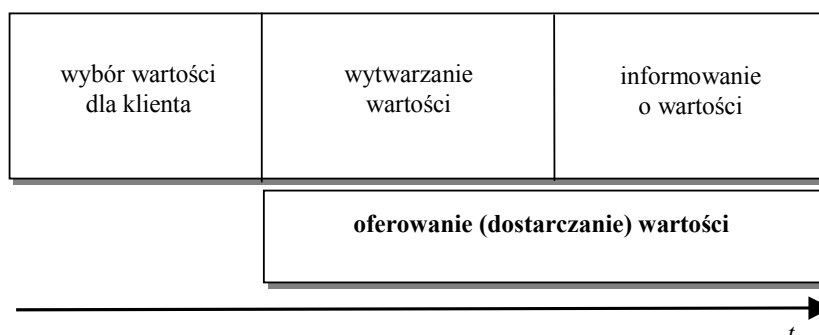 wybór wartości
dla klienta
wytwarzanie
wartości
informowanie
o wartości
oferowanie (dostarczanie) wartości
t